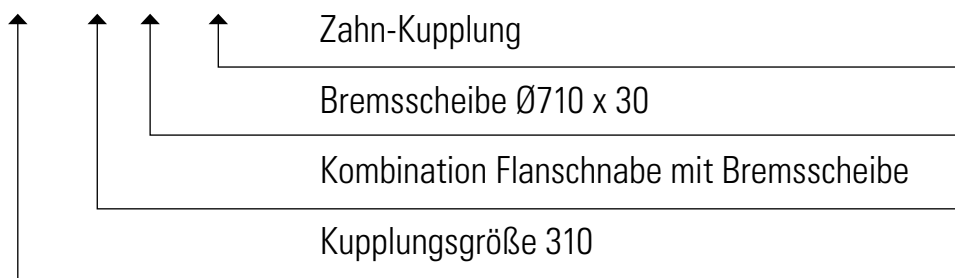 Zahn-Kupplung
Bremsscheibe Ø710 x 30
Kombination Flanschnabe mit Bremsscheibe
Kupplungsgröße 310